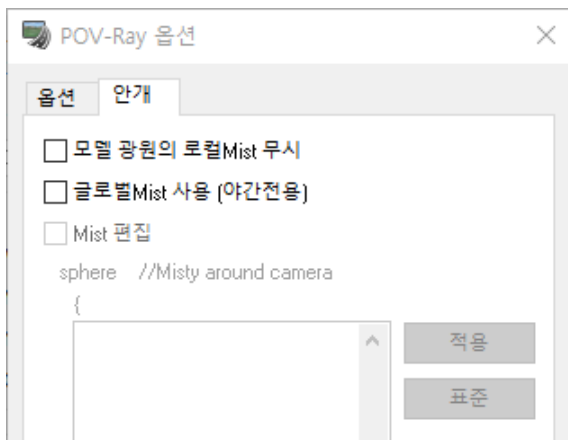 POV-Ray 옵션
옵션 안개
모델 광원의 로컬Mist 무시
글로벌Mist 사용 (야간전용)
Mist 편집
sphere //Misty around camera
{
적용
표준